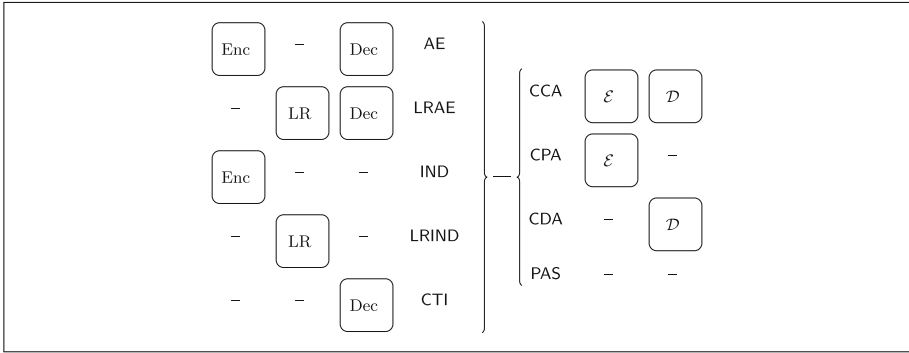 Enc – Dec AE
– LR Dec LRAE
Enc – – IND
– LR – LRIND
– – Dec CTI
—
CCA ℰ 𝒟
CPA ℰ –
CDA – 𝒟
PAS – –